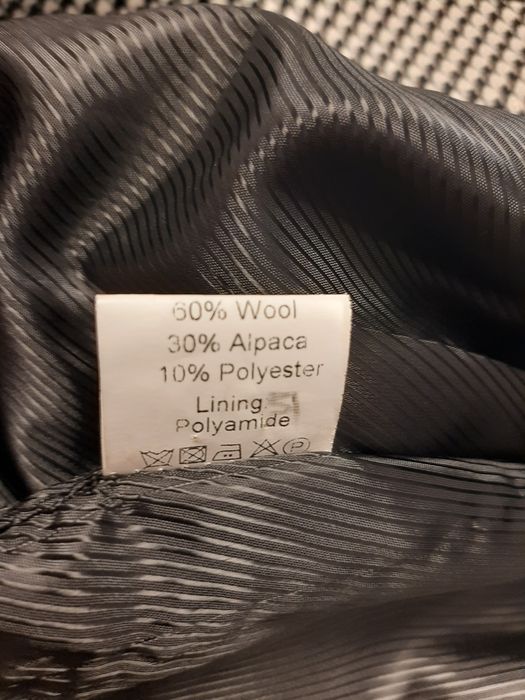 60% Wool
30% Alpaca
10% Polyester
Lining
Polyamide
P